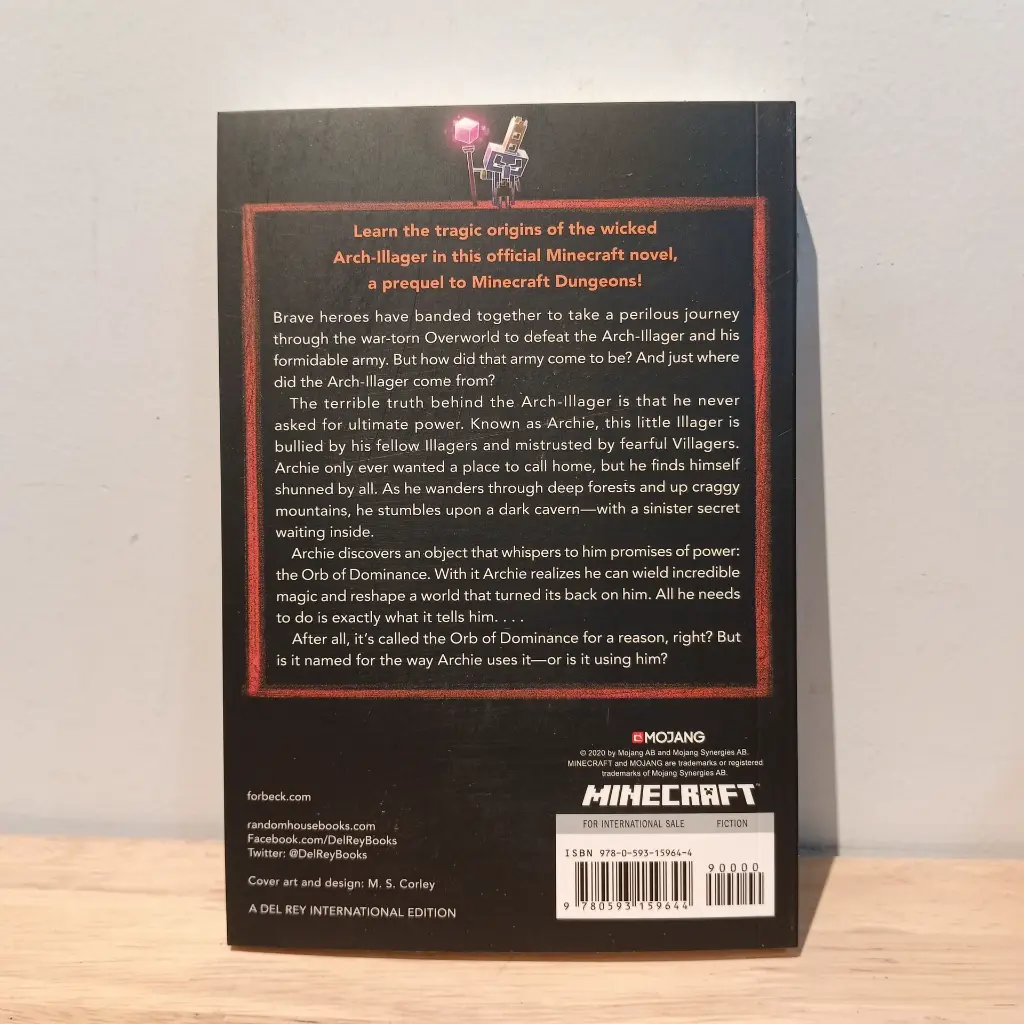 Learn the tragic origins of the wicked
Arch-Illager in this official Minecraft novel,
a prequel to Minecraft Dungeons!
Brave heroes have banded together to take a perilous journey
through the war-torn Overworld to defeat the Arch-Illager and his
formidable army. But how did that army come to be? And just where
did the Arch-Illager come from?
The terrible truth behind the Arch-Illager is that he never
asked for ultimate power. Known as Archie, this little Illager is
bullied by his fellow Illagers and mistrusted by fearful Villagers.
Archie only ever wanted a place to call home, but he finds himself
shunned by all. As he wanders through deep forests and up craggy
mountains, he stumbles upon a dark cavern—with a sinister secret
waiting inside.
Archie discovers an object that whispers to him promises of power:
the Orb of Dominance. With it Archie realizes he can wield incredible
magic and reshape a world that turned its back on him. All he needs
to do is exactly what it tells him. . . .
After all, it's called the Orb of Dominance for a reason, right? But
is it named for the way Archie uses it—or is it using him?
MOJANG
© 2020 by Mojang AB and Mojang Synergies AB.
MINECRAFT and MOJANG are trademarks or registered
trademarks of Mojang Synergies AB.
MINECRAFT
forbeck.com
randomhousebooks.com
Facebook.com/DelReyBooks
Twitter: @DelReyBooks
Cover art and design: M. S. Corley
A DEL REY INTERNATIONAL EDITION
FOR INTERNATIONAL SALE FICTION
ISBN 978-0-593-15964-4
90000
9 780593 159644